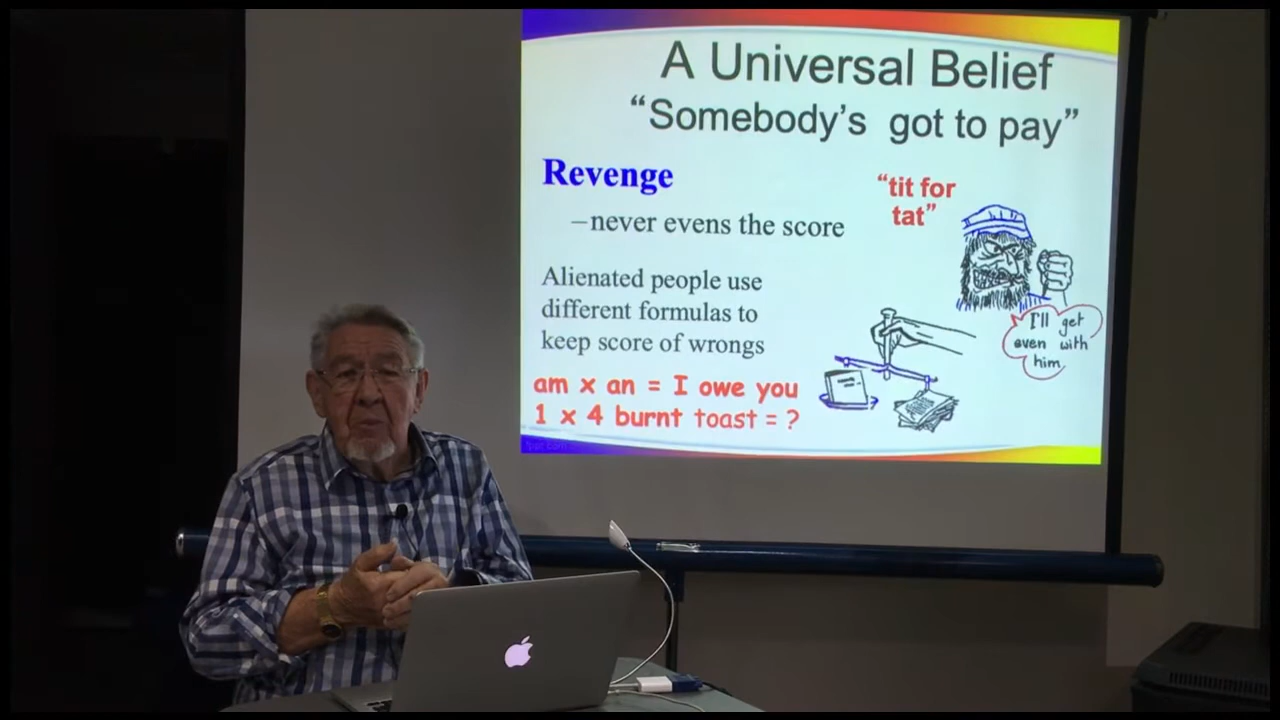 A Universal Belief
“Somebody’s got to pay”
Revenge
–never evens the score
“tit for
tat”
Alienated people use
different formulas to
keep score of wrongs
am x an = I owe you
1 x 4 burnt toast = ?
I'll get
even with
him